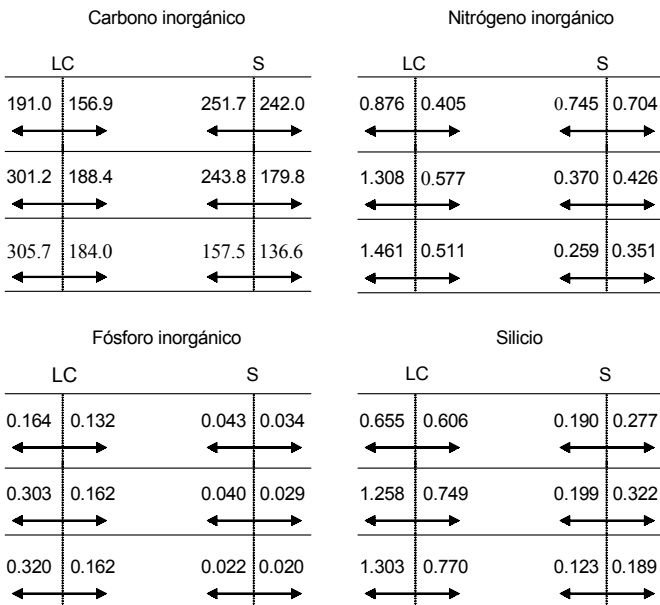 Carbono inorgánico
LC S
191.0 156.9 251.7 242.0
301.2 188.4 243.8 179.8
305.7 184.0 157.5 136.6
Nitrógeno inorgánico
LC S
0.876 0.405 0.745 0.704
1.308 0.577 0.370 0.426
1.461 0.511 0.259 0.351
Fósforo inorgánico
LC S
0.164 0.132 0.043 0.034
0.303 0.162 0.040 0.029
0.320 0.162 0.022 0.020
Silicio
LC S
0.655 0.606 0.190 0.277
1.258 0.749 0.199 0.322
1.303 0.770 0.123 0.189